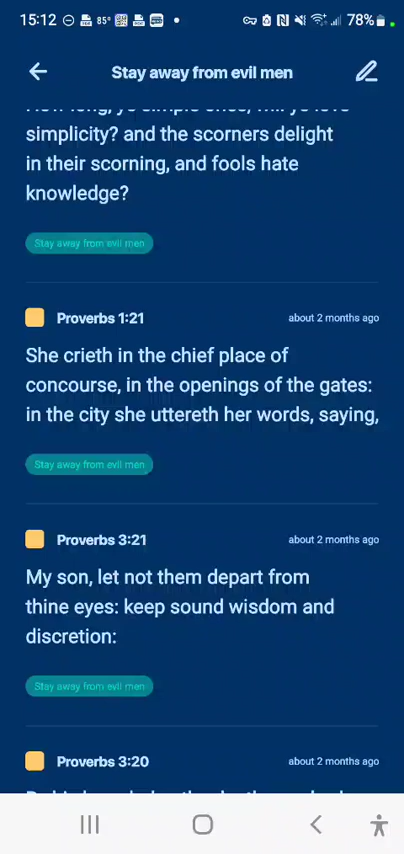 15:12 85° 78%
Stay away from evil men
simplicity? and the scorners delight
in their scorning, and fools hate
knowledge?
Stay away from evil men
Proverbs 1:21 about 2 months ago
She crieth in the chief place of
concourse, in the openings of the gates:
in the city she uttereth her words, saying,
Stay away from evil men
Proverbs 3:21 about 2 months ago
My son, let not them depart from
thine eyes: keep sound wisdom and
discretion:
Stay away from evil men
Proverbs 3:20 about 2 months ago